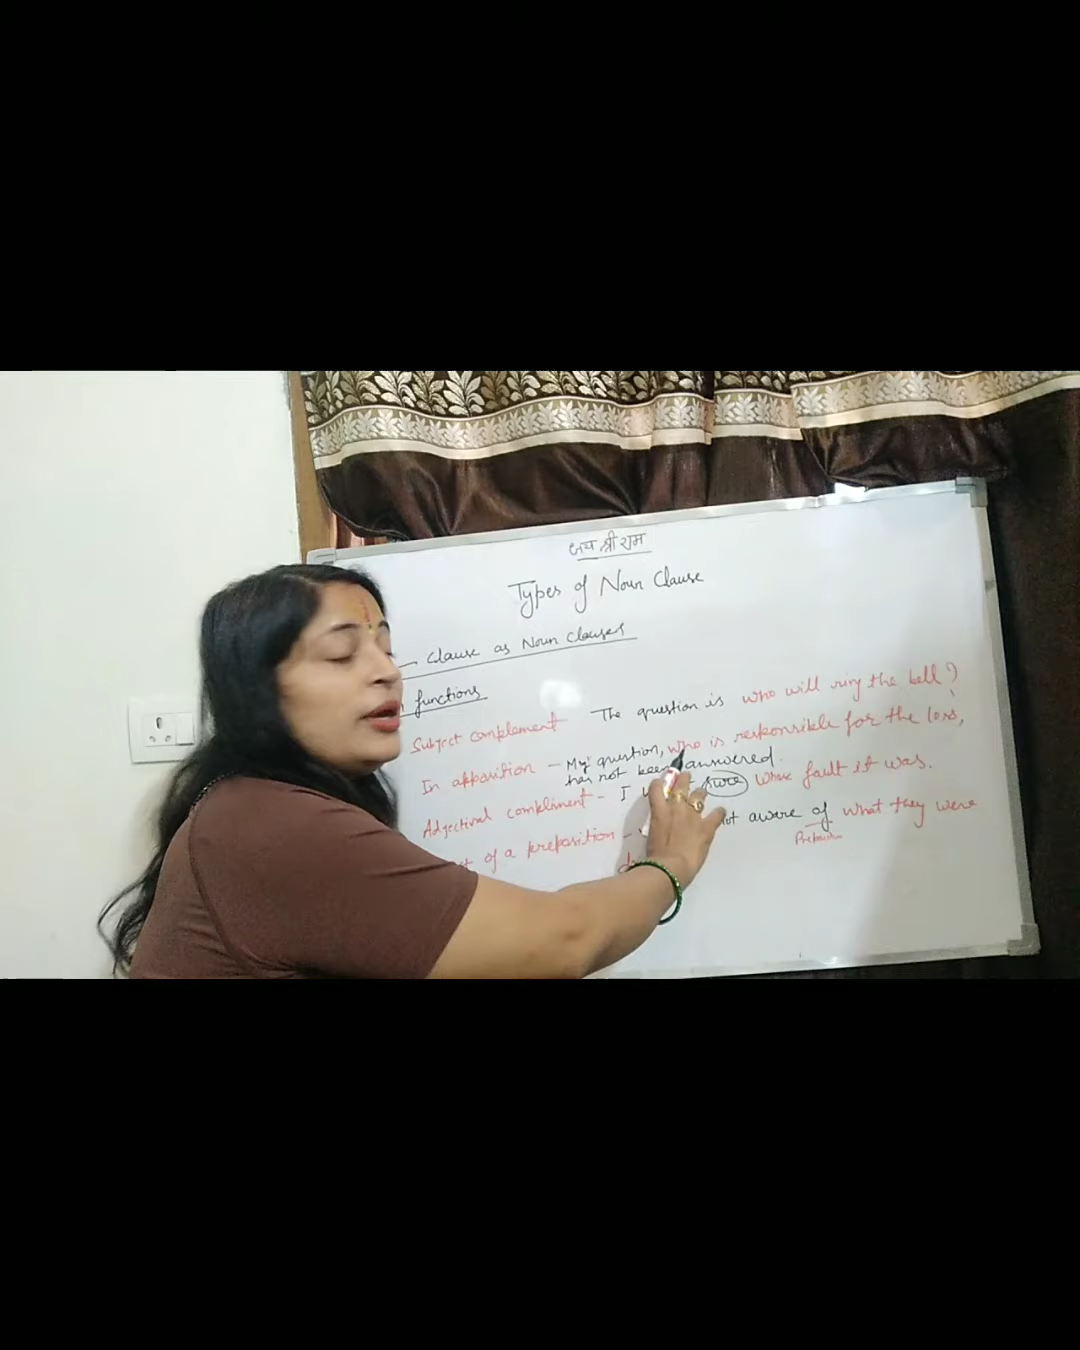 जय श्री राम
Types of Noun Clause
— Clause as Noun Clauses
functions
Subject complement The question is who will ring the bell?
In apposition — My question, who is responsible for the loss,
has not been answered.
Adjectival compliment - I sure whose fault it was.
of a preposition - not aware of what they were